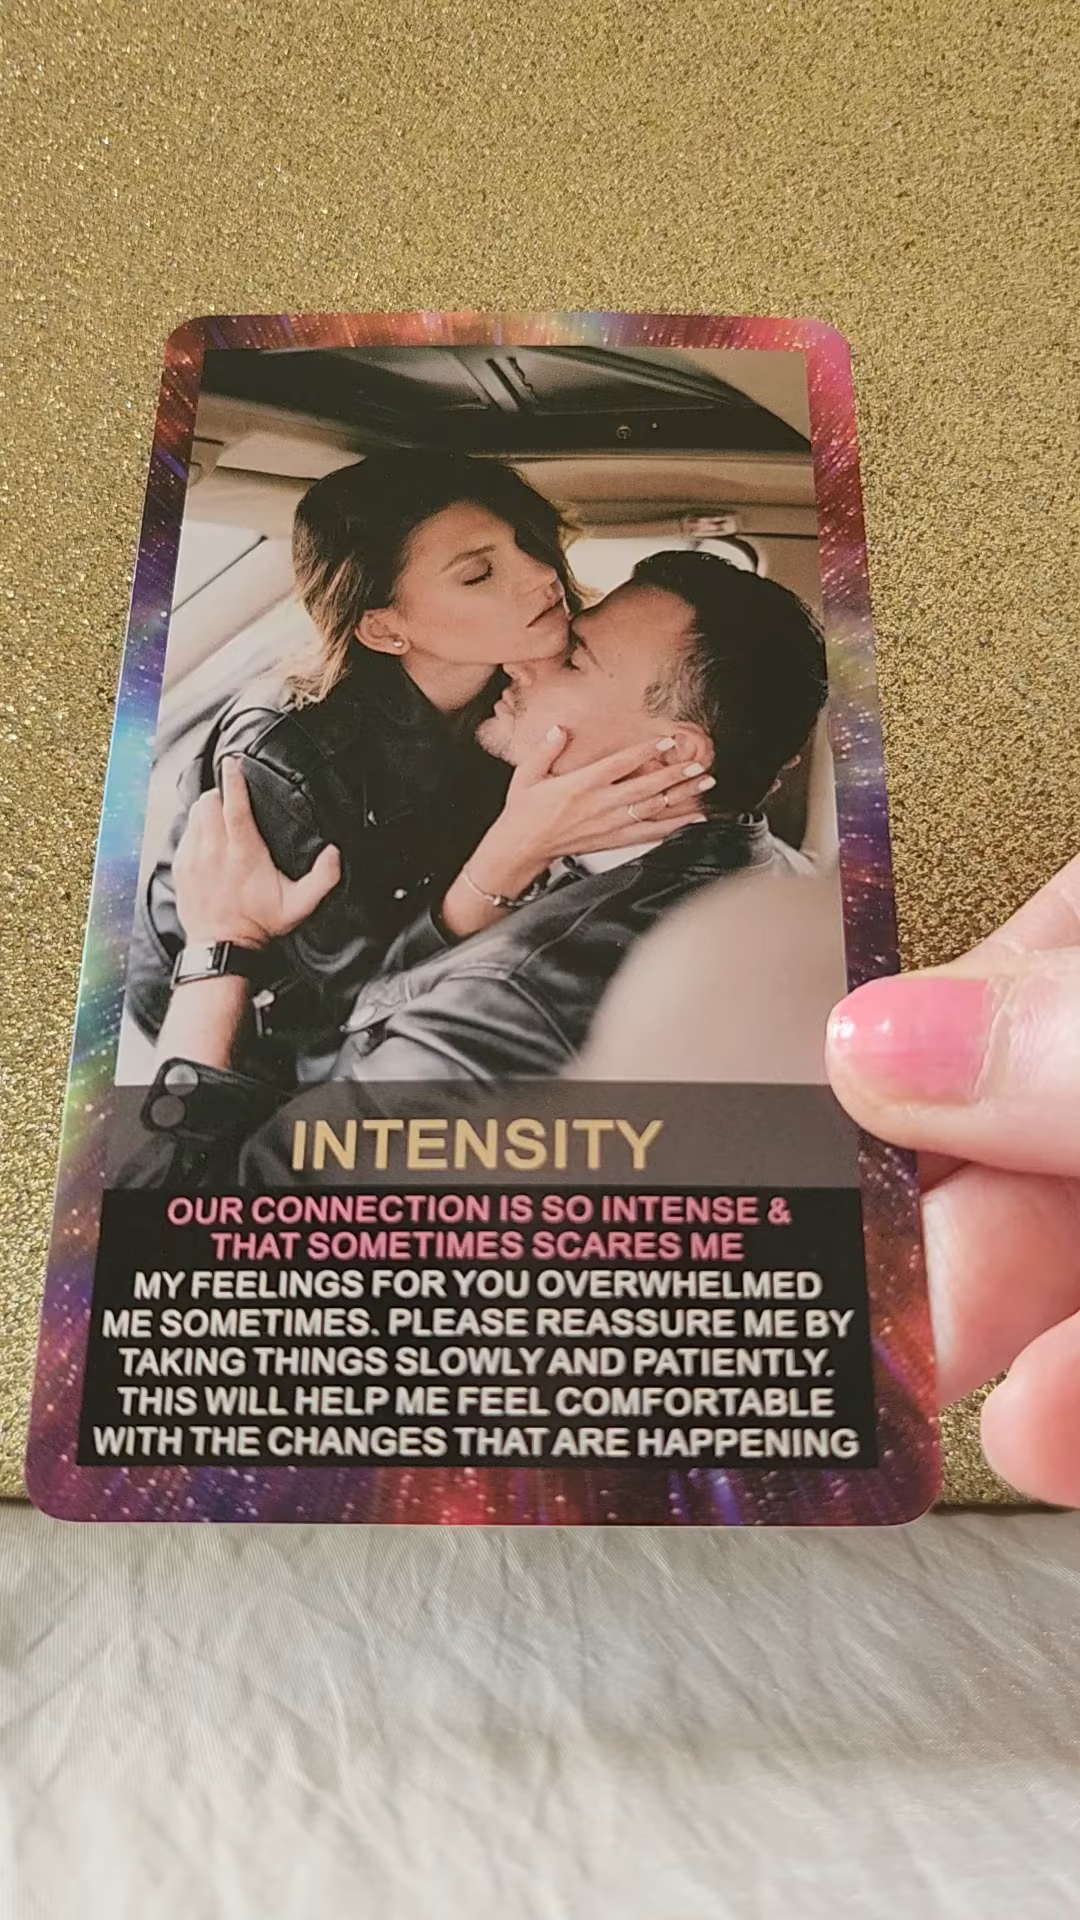 INTENSITY
OUR CONNECTION IS SO INTENSE &
THAT SOMETIMES SCARES ME
MY FEELINGS FOR YOU OVERWHELMED
ME SOMETIMES. PLEASE REASSURE ME BY
TAKING THINGS SLOWLY AND PATIENTLY.
THIS WILL HELP ME FEEL COMFORTABLE
WITH THE CHANGES THAT ARE HAPPENING